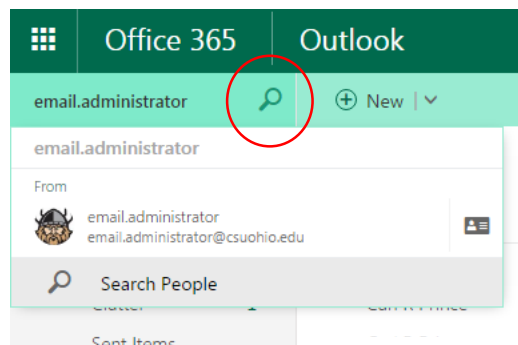 Office 365 Outlook
email.administrator New
email.administrator
From
email.administrator
email.administrator@csuohio.edu
Search People
Sent Items